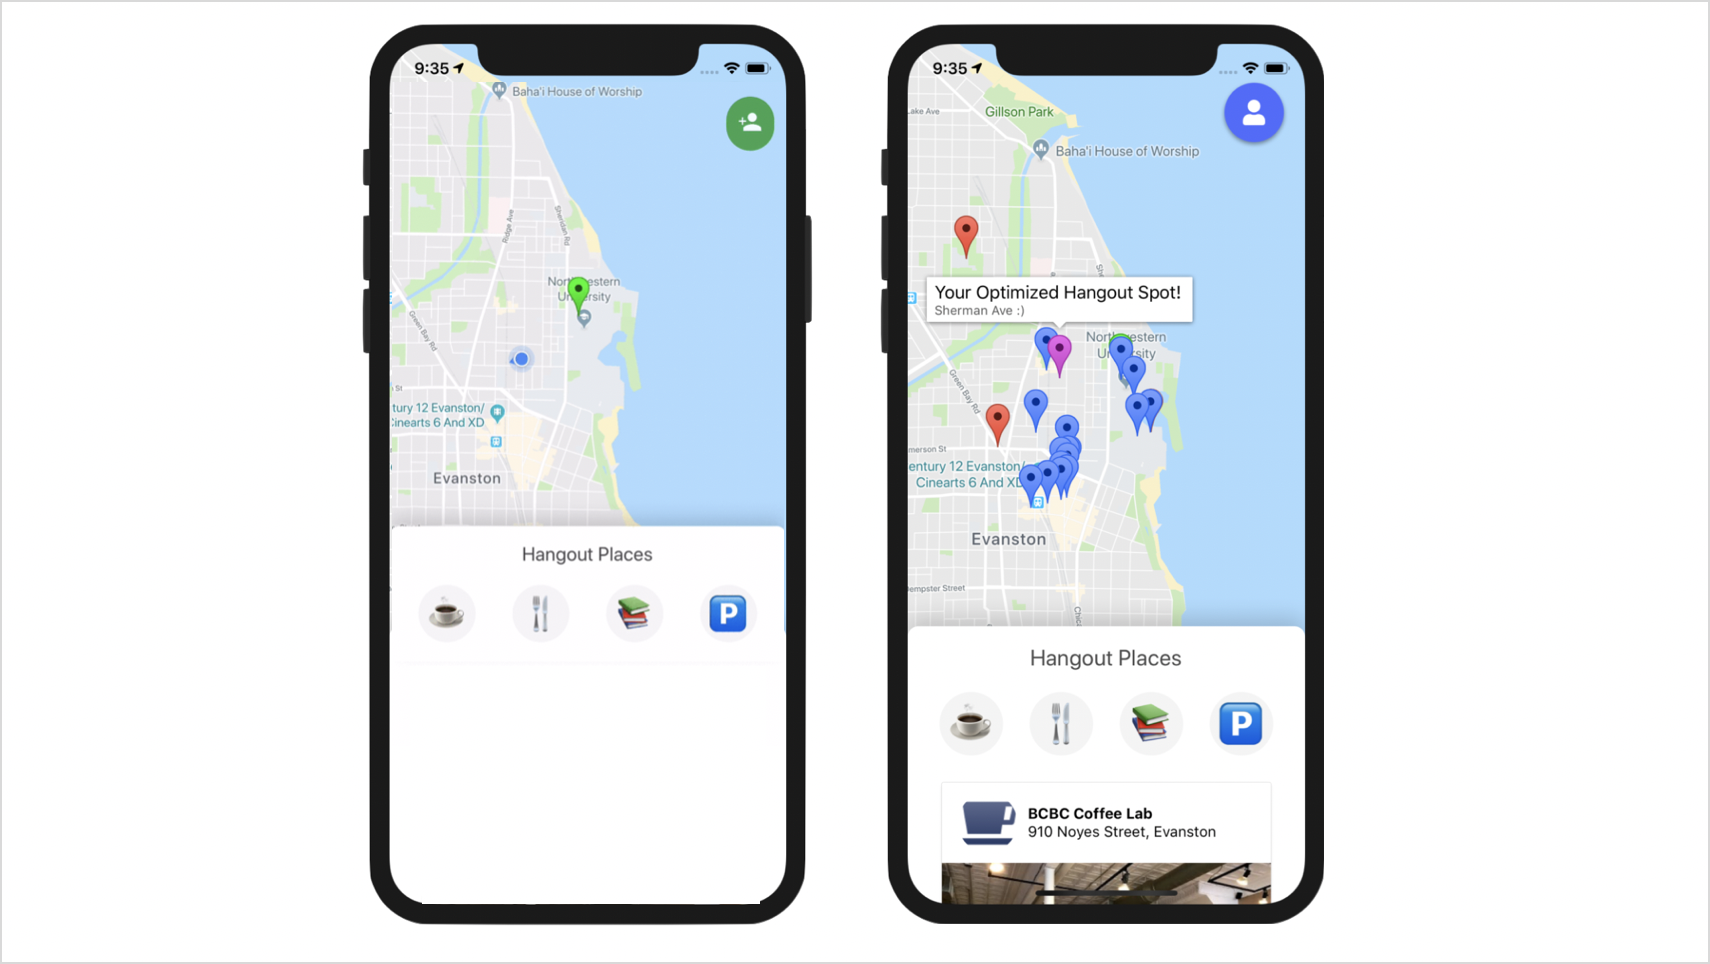 9:35
Baha'i House of Worship
Ridge Ave
Sheridan Rd
Northwestern
University
Green Bay Rd
St
tury 12 Evanston/
Cinearts 6 And XD
Evanston
Hangout Places
P
9:35
Lake Ave
Gillson Park
Baha'i House of Worship
Your Optimized Hangout Spot!
Sherman Ave :)
Green Bay Rd
merson St
entury 12 Evanston/
Cinearts 6 And XD
Evanston
empster Street
Hangout Places
P
BCBC Coffee Lab
910 Noyes Street, Evanston